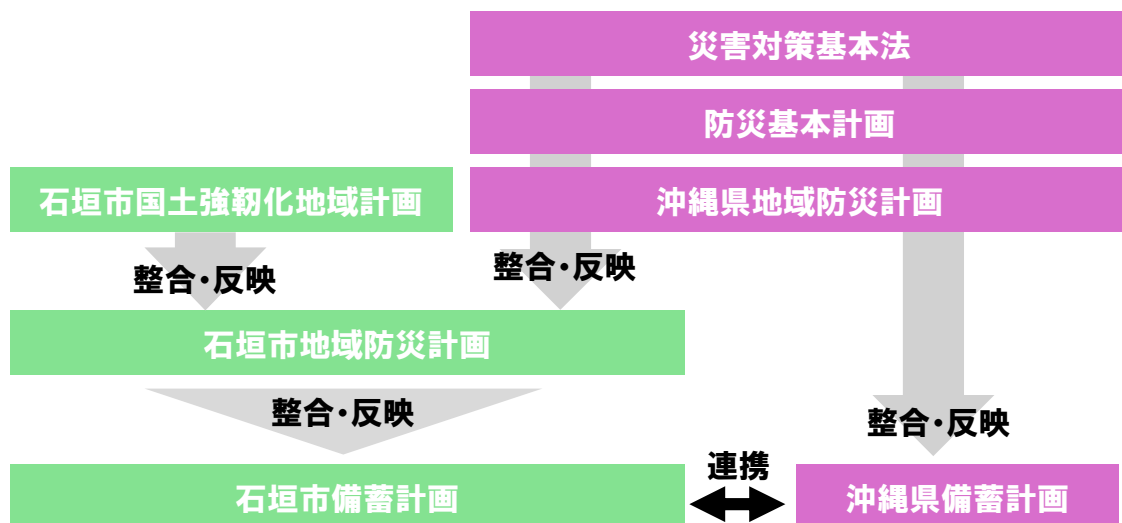 災害対策基本法
防災基本計画
石垣市国土強靭化地域計画
沖縄県地域防災計画
整合・反映
整合・反映
石垣市地域防災計画
整合・反映
整合・反映
連携
石垣市備蓄計画
沖縄県備蓄計画